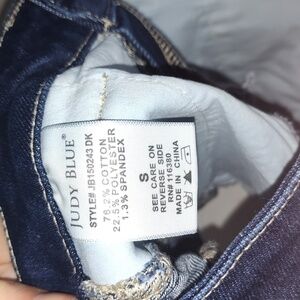 JUDY BLUE®
STYLE# JB150243 DK
76.2% COTTON
22.5% POLYESTER
1.3% SPANDEX
S
SEE CARE ON
REVERSE SIDE
RN# 116380
MADE IN CHINA